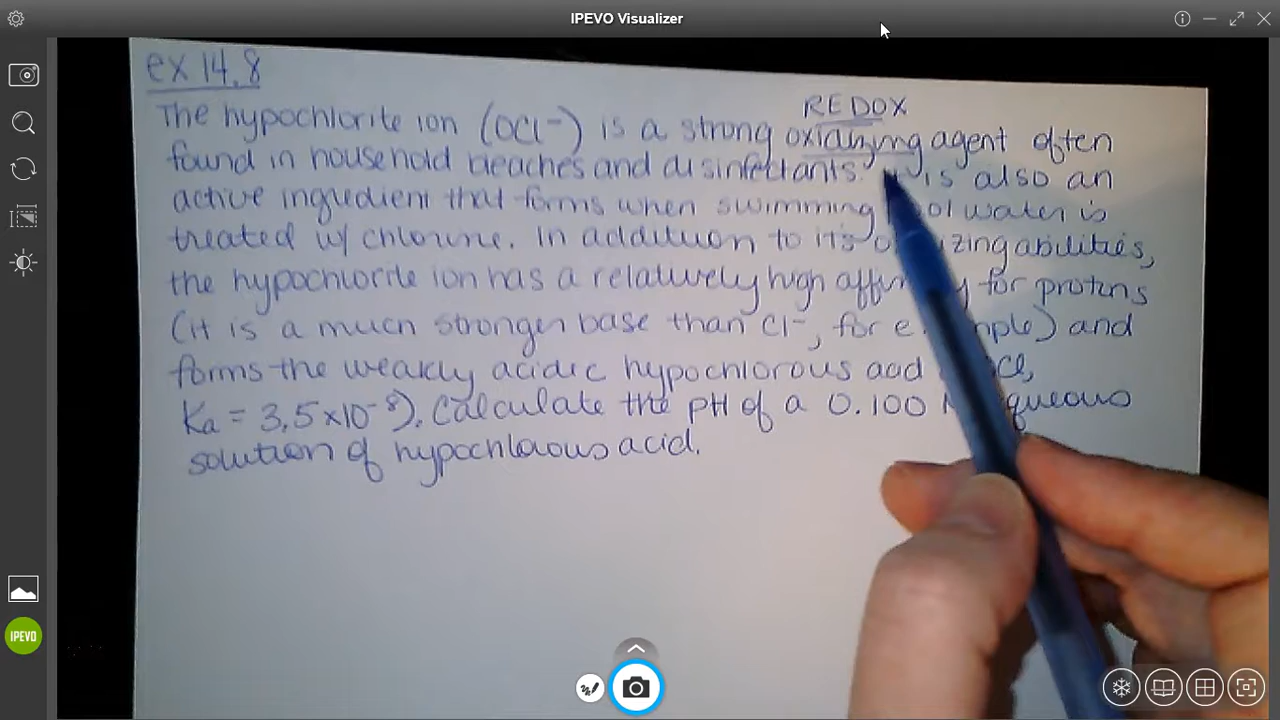 IPEVO Visualizer
ex 14.8
REDOX
The hypochlorite ion (OCl⁻) is a strong oxidizing agent often
found in household bleaches and disinfectants. is also an
active ingredient that forms when swimming water is
treated w/ chlorine. In addition to its abilities,
the hypochlorite ion has a relatively high for protons
(it is a much stronger base than Cl⁻, for ) and
forms the weakly acidic hypochlorous acid
Ka = 3.5x10⁻⁸). Calculate the pH of a 0.100
solution of hypochlorous acid.
IPEVO